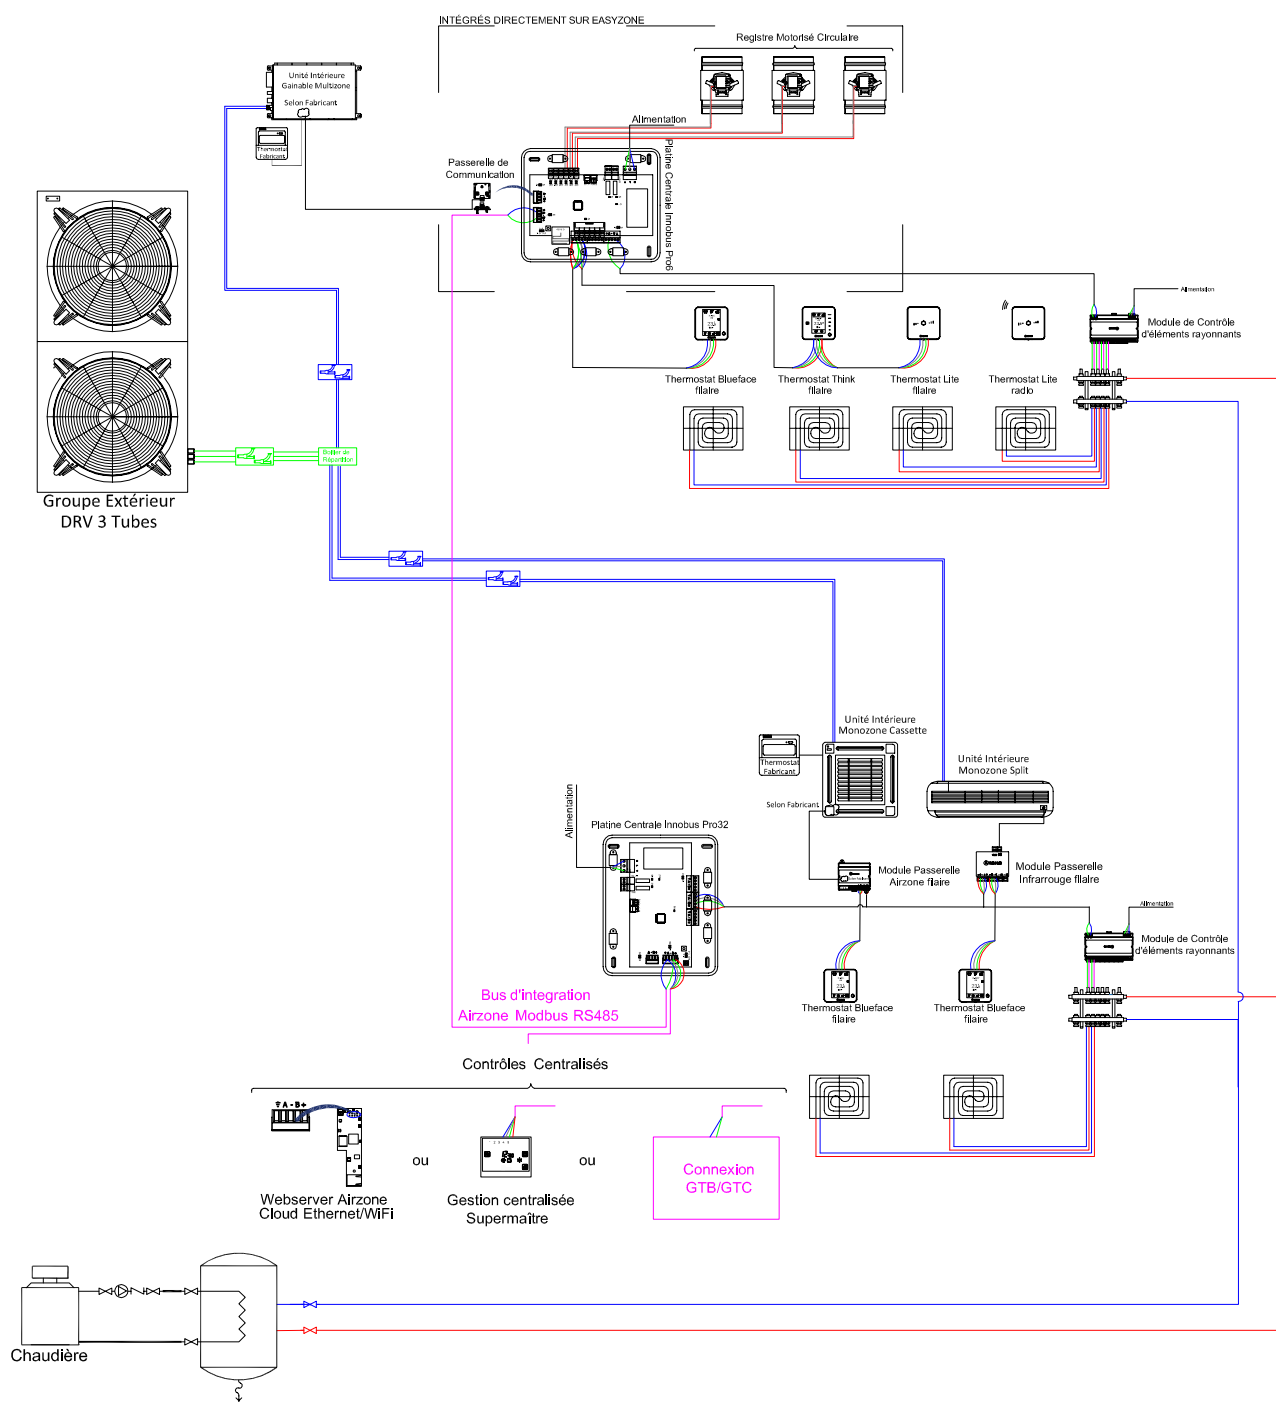 INTÉGRÉS DIRECTEMENT SUR EASYZONE
Registre Motorisé Circulaire
Unité Intérieure
Gainable Multizone
Selon Fabricant
Thermostat
Fabricant
Alimentation
Passerelle de
Communication
Platine Centrale Innobus Pro6
Alimentation
Module de Contrôle
d'éléments rayonnants
Thermostat Blueface
filaire
Thermostat Think
filaire
Thermostat Lite
filaire
Thermostat Lite
radio
Boîtier de
Répartition
Groupe Extérieur
DRV 3 Tubes
Unité Intérieure
Monozone Cassette
Thermostat
Fabricant
Unité Intérieure
Monozone Split
Selon Fabricant
Alimentation
Platine Centrale Innobus Pro32
Module Passerelle
Airzone filaire
Module Passerelle
Infrarrouge filaire
Alimentation
Module de Contrôle
d'éléments rayonnants
Thermostat Blueface
filaire
Thermostat Blueface
filaire
Bus d'integration
Airzone Modbus RS485
Contrôles Centralisés
A - B +
ou
ou
Connexion
GTB/GTC
Webserver Airzone
Cloud Ethernet/WiFi
Gestion centralisée
Supermaître
Chaudière